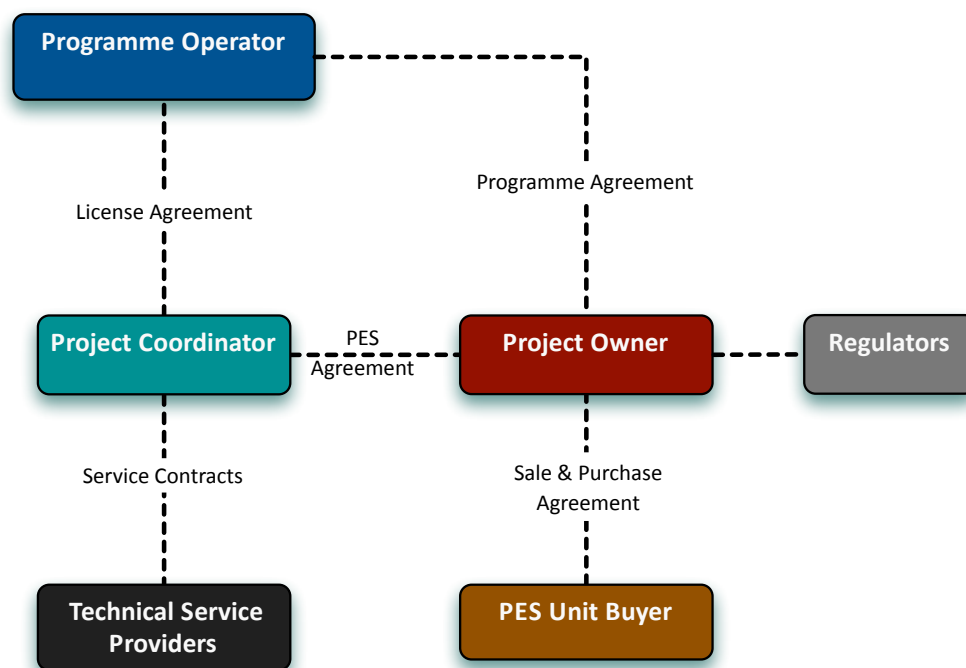 Programme Operator
Programme Agreement
License Agreement
Project Coordinator
PES
Agreement
Project Owner
Regulators
Service Contracts
Sale & Purchase
Agreement
Technical Service
Providers
PES Unit Buyer